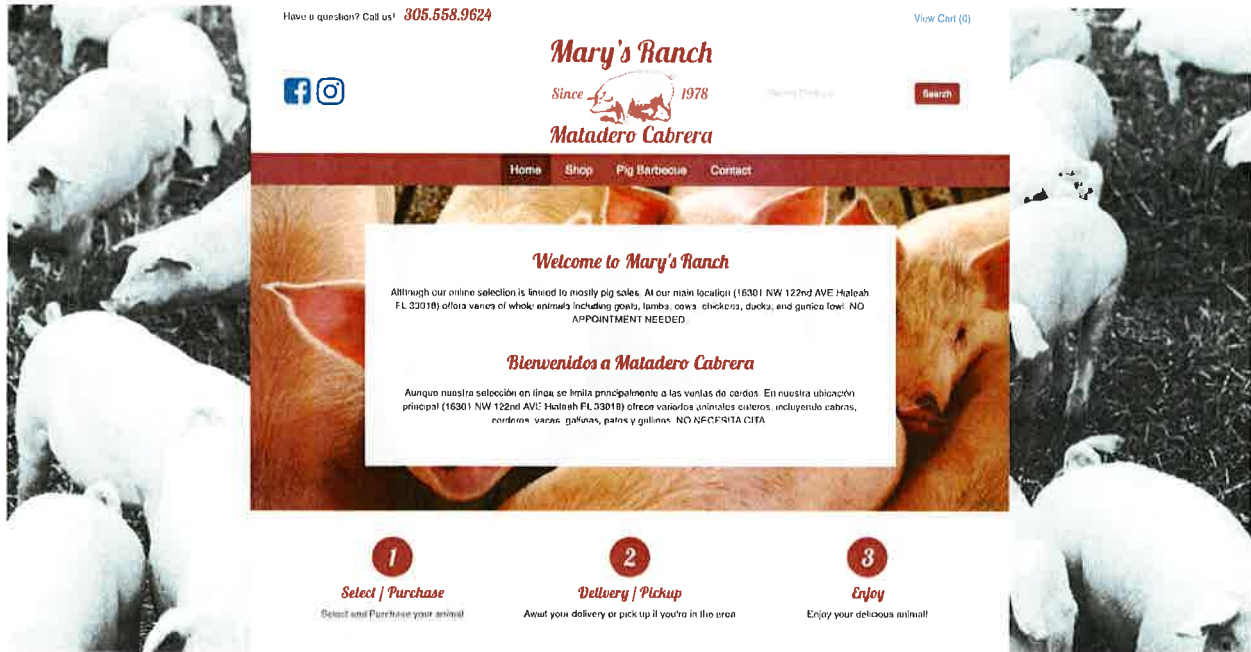 Have a question? Call us! 305.558.9624
View Cart (0)
Mary's Ranch
Since 1978
Matadero Cabrera
Search
Home Shop Pig Barbecue Contact
Welcome to Mary's Ranch
Although our online selection is limited to mostly pig sales. At our main location (16301 NW 122nd AVE Hialeah
FL 33018) offers varies of whole animals including goats, lambs, cows, chickens, ducks, and guniea fowl. NO
APPOINTMENT NEEDED.
Bienvenidos a Matadero Cabrera
Aunque nuestra selección en línea se limita principalmente a las ventas de cerdos. En nuestra ubicación
principal (16301 NW 122nd AVE Hialeah FL 33018) ofrece variados animales enteros, incluyendo cabras,
corderos, vacas, gallinas, patos y guineos. NO NECESITA CITA.
1
2
3
Select / Purchase
Delivery / Pickup
Enjoy
Select and Purchase your animal
Await your delivery or pick up if you're in the area
Enjoy your delicious animal!